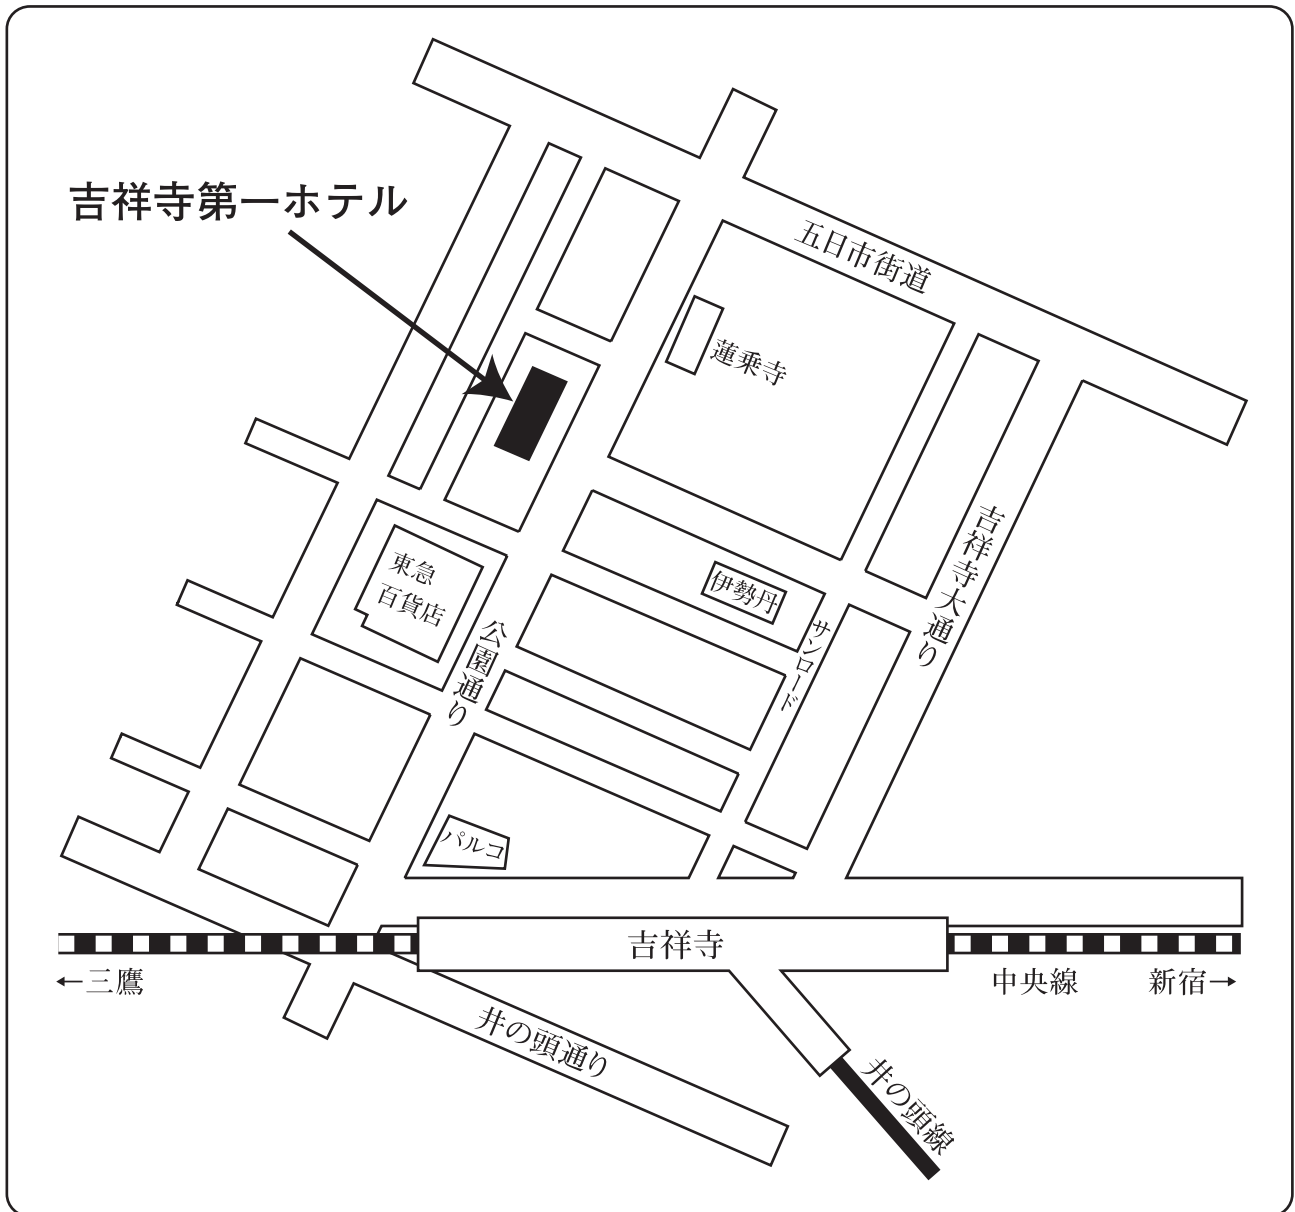 吉祥寺第一ホテル
五日市街道
蓮乗寺
吉祥寺大通り
東急
百貨店
伊勢丹
サンロード
公園通り
パルコ
吉祥寺
←三鷹
中央線
新宿→
井の頭通り
井の頭線